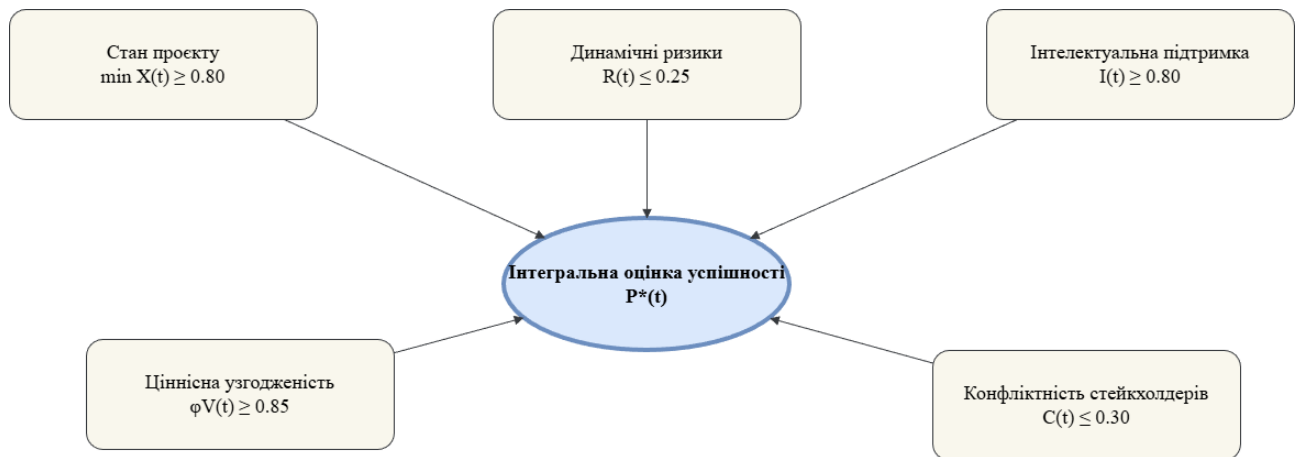 Стан проєкту
min X(t) ≥ 0.80
Динамічні ризики
R(t) ≤ 0.25
Інтелектуальна підтримка
I(t) ≥ 0.80
Інтегральна оцінка успішності
P*(t)
Ціннісна узгодженість
φV(t) ≥ 0.85
Конфліктність стейкхолдерів
C(t) ≤ 0.30